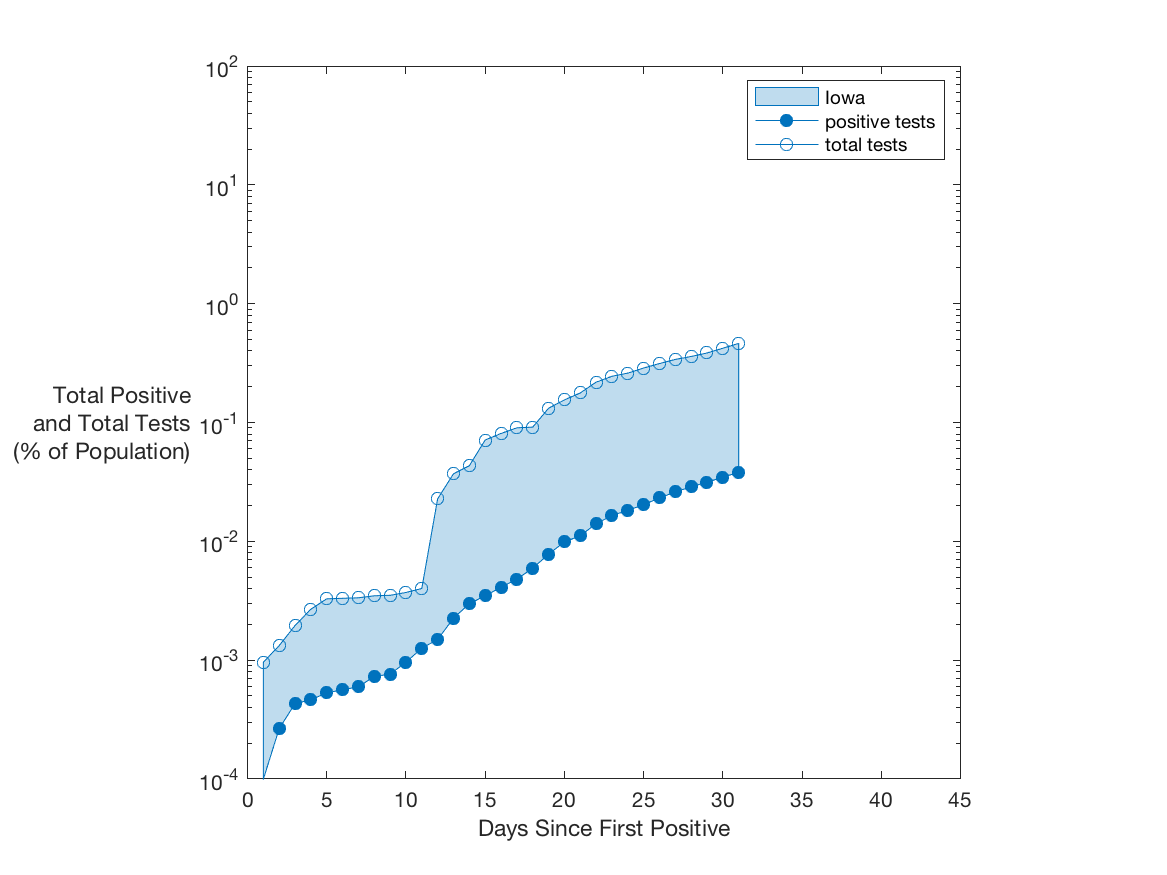 10^2
10^1
10^0
10^-1
10^-2
10^-3
10^-4
Total Positive
and Total Tests
(% of Population)
Iowa
positive tests
total tests
0 5 10 15 20 25 30 35 40 45
Days Since First Positive